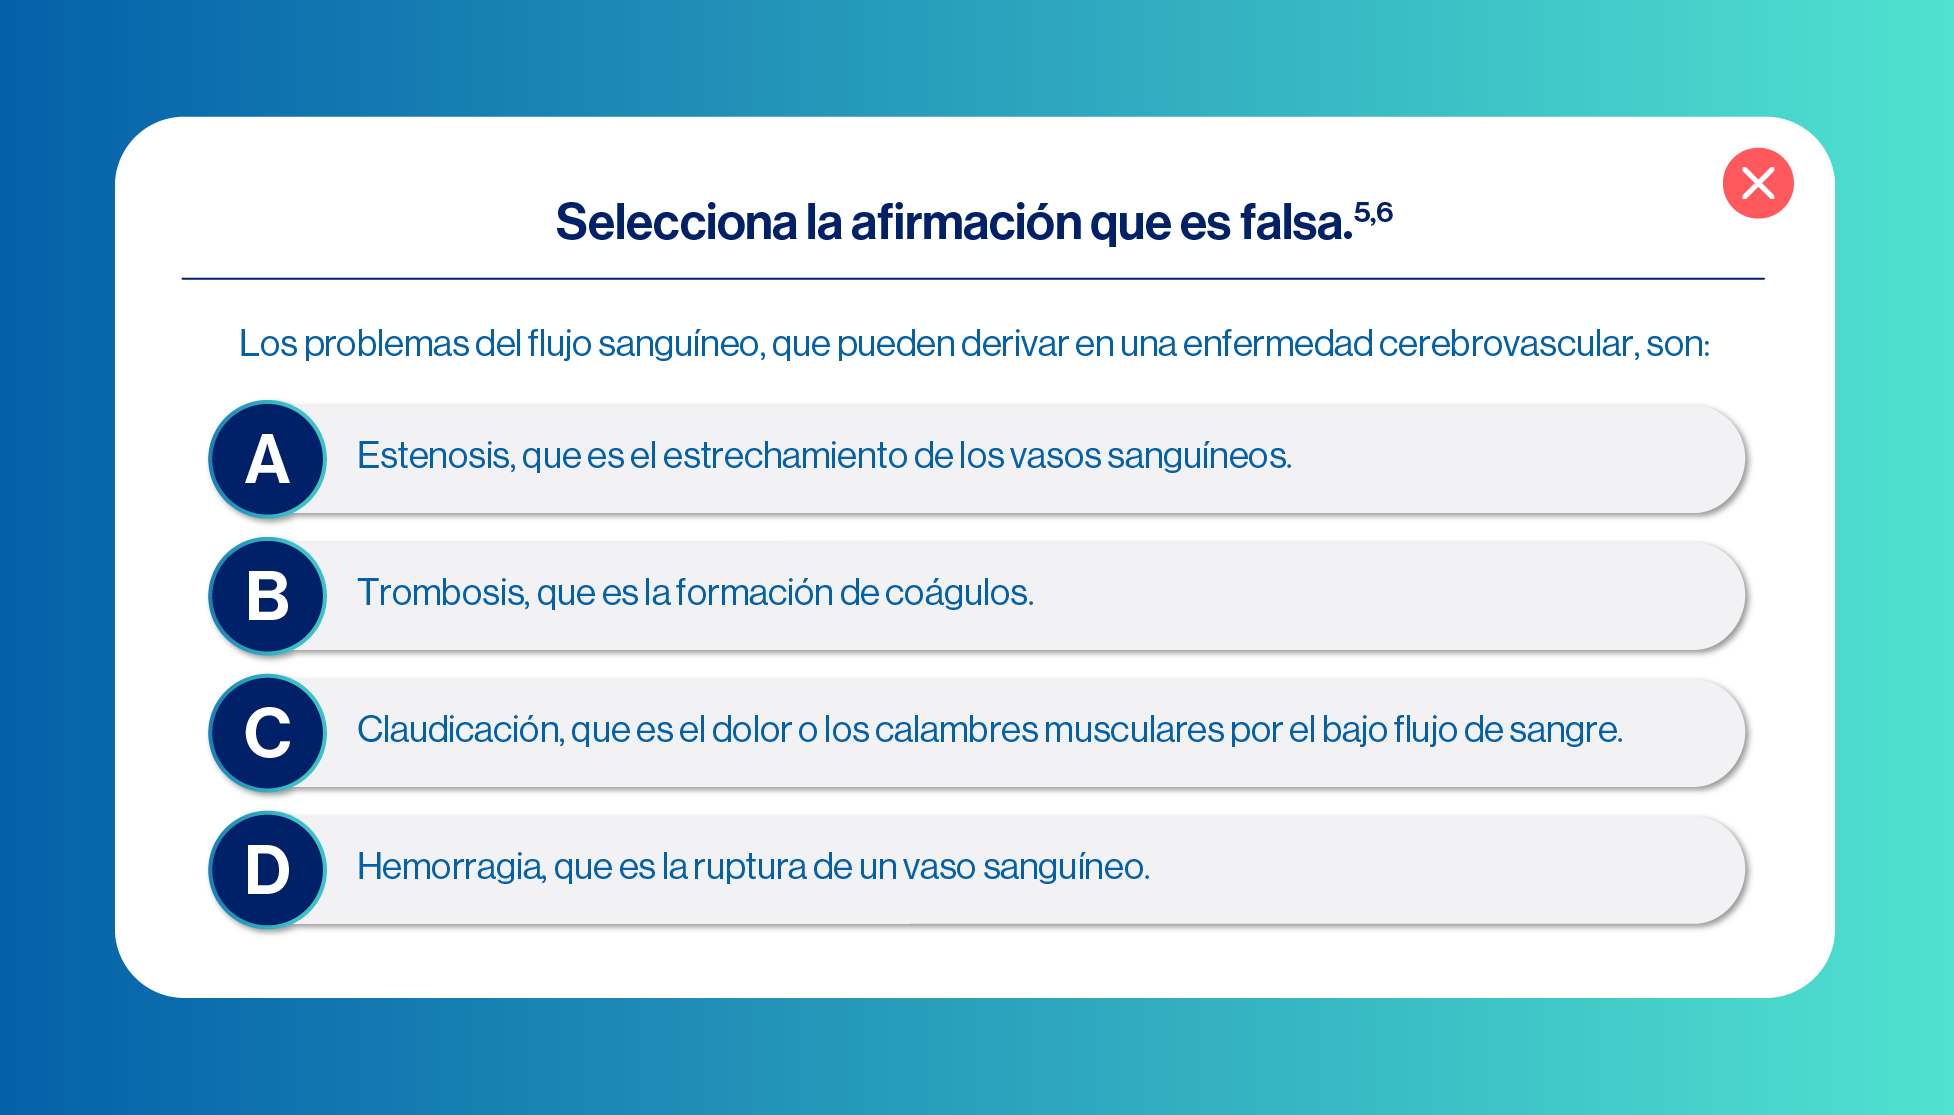 Selecciona la afirmación que es falsa.5,6
Los problemas del flujo sanguíneo, que pueden derivar en una enfermedad cerebrovascular, son:
A
Estenosis, que es el estrechamiento de los vasos sanguíneos.
B
Trombosis, que es la formación de coágulos.
C
Claudicación, que es el dolor o los calambres musculares por el bajo flujo de sangre.
D
Hemorragia, que es la ruptura de un vaso sanguíneo.